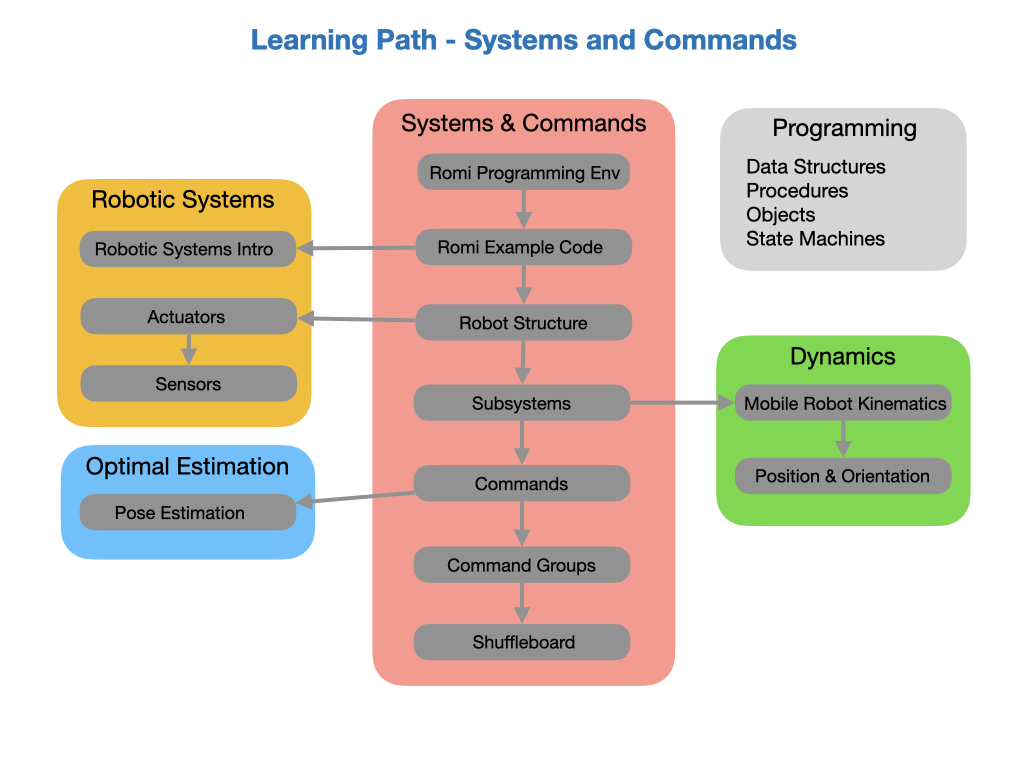 Learning Path - Systems and Commands
Systems & Commands
Romi Programming Env
Romi Example Code
Robot Structure
Subsystems
Commands
Command Groups
Shuffleboard
Robotic Systems
Robotic Systems Intro
Actuators
Sensors
Optimal Estimation
Pose Estimation
Programming
Data Structures
Procedures
Objects
State Machines
Dynamics
Mobile Robot Kinematics
Position & Orientation